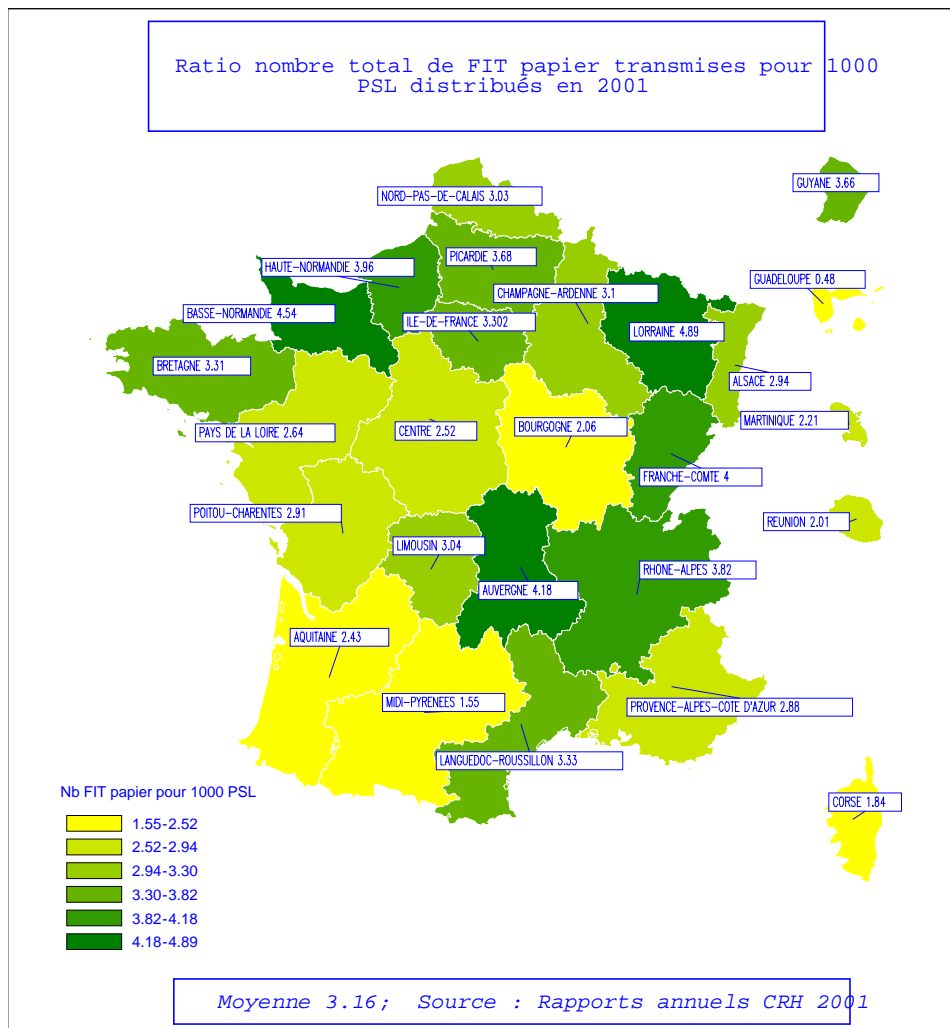 Ratio nombre total de FIT papier transmises pour 1000
PSL distribués en 2001
GUYANE 3.66
NORD-PAS-DE-CALAIS 3.03
PICARDIE 3.68
HAUTE-NORMANDIE 3.96
GUADELOUPE 0.48
CHAMPAGNE-ARDENNE 3.1
BASSE-NORMANDIE 4.54
ILE-DE-FRANCE 3.302
LORRAINE 4.89
BRETAGNE 3.31
ALSACE 2.94
MARTINIQUE 2.21
PAYS DE LA LOIRE 2.64
CENTRE 2.52
BOURGOGNE 2.06
FRANCHE-COMTE 4
POITOU-CHARENTES 2.91
REUNION 2.01
LIMOUSIN 3.04
RHONE-ALPES 3.82
AUVERGNE 4.18
AQUITAINE 2.43
MIDI-PYRENEES 1.55
PROVENCE-ALPES-COTE D'AZUR 2.88
LANGUEDOC-ROUSSILLON 3.33
CORSE 1.84
Nb FIT papier pour 1000 PSL
1.55-2.52
2.52-2.94
2.94-3.30
3.30-3.82
3.82-4.18
4.18-4.89
Moyenne 3.16; Source : Rapports annuels CRH 2001